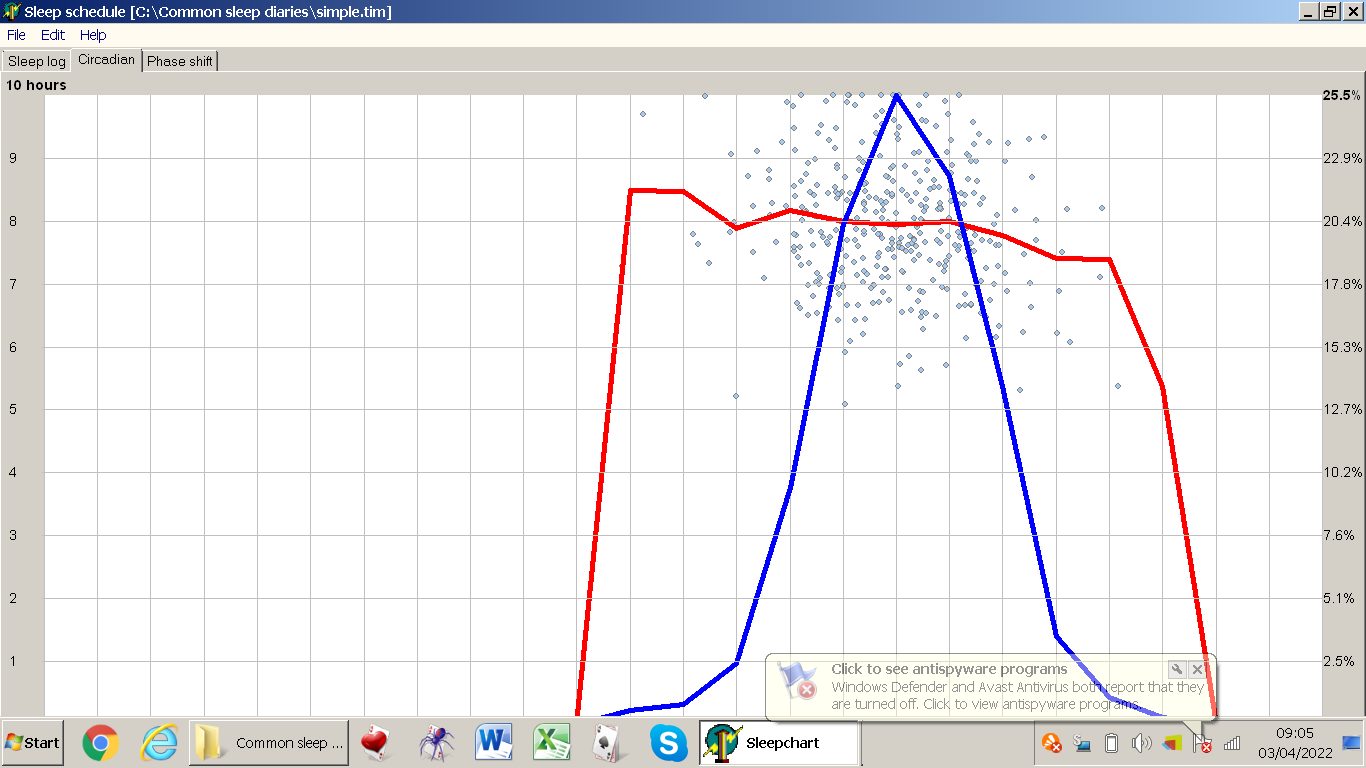 Sleep schedule [C:\Common sleep diaries\simple.tim]
File Edit Help
Sleep log Circadian Phase shift
10 hours
25.5%
9 22.9%
8 20.4%
7 17.8%
6 15.3%
5 12.7%
4 10.2%
3 7.6%
2 5.1%
1 2.5%
Click to see antispyware programs
Windows Defender and Avast Antivirus both report that they
are turned off. Click to view antispyware programs.
Start Common sleep ... Sleepchart 09:05
03/04/2022